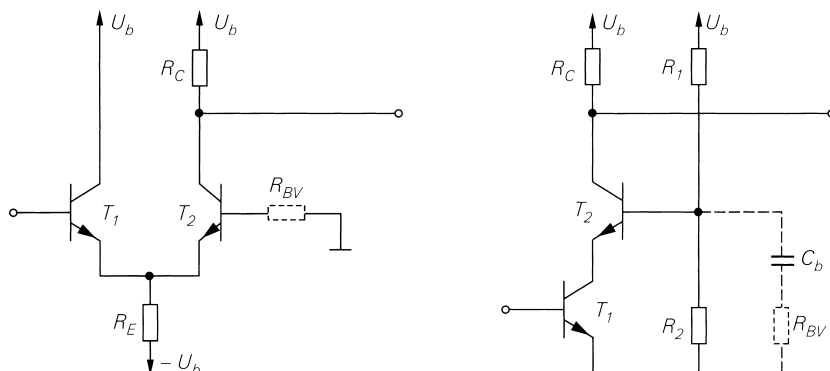 U_b
U_b
R_C
T_1
T_2
R_BV
R_E
- U_b
U_b
U_b
R_C
R_1
T_2
T_1
R_2
C_b
R_BV